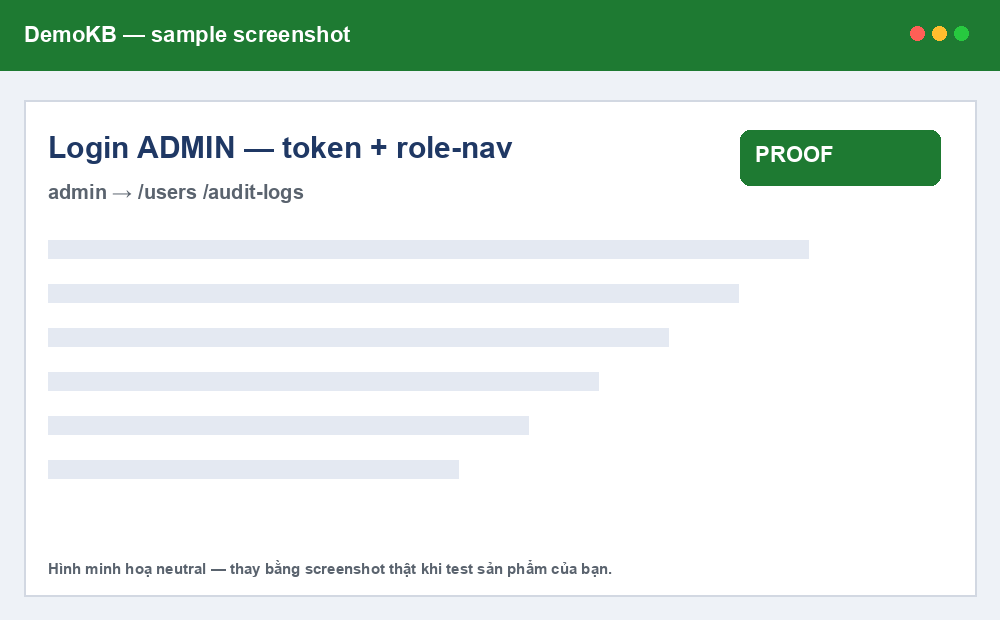 DemoKB — sample screenshot
Login ADMIN — token + role-nav
PROOF
admin → /users /audit-logs
Hình minh hoạ neutral — thay bằng screenshot thật khi test sản phẩm của bạn.